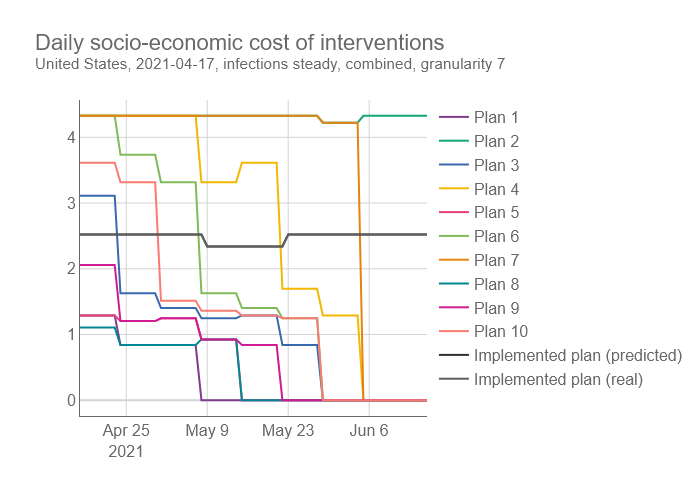 Daily socio-economic cost of interventions
United States, 2021-04-17, infections steady, combined, granularity 7
4
3
2
1
0
Apr 25
2021
May 9
May 23
Jun 6
Plan 1
Plan 2
Plan 3
Plan 4
Plan 5
Plan 6
Plan 7
Plan 8
Plan 9
Plan 10
Implemented plan (predicted)
Implemented plan (real)